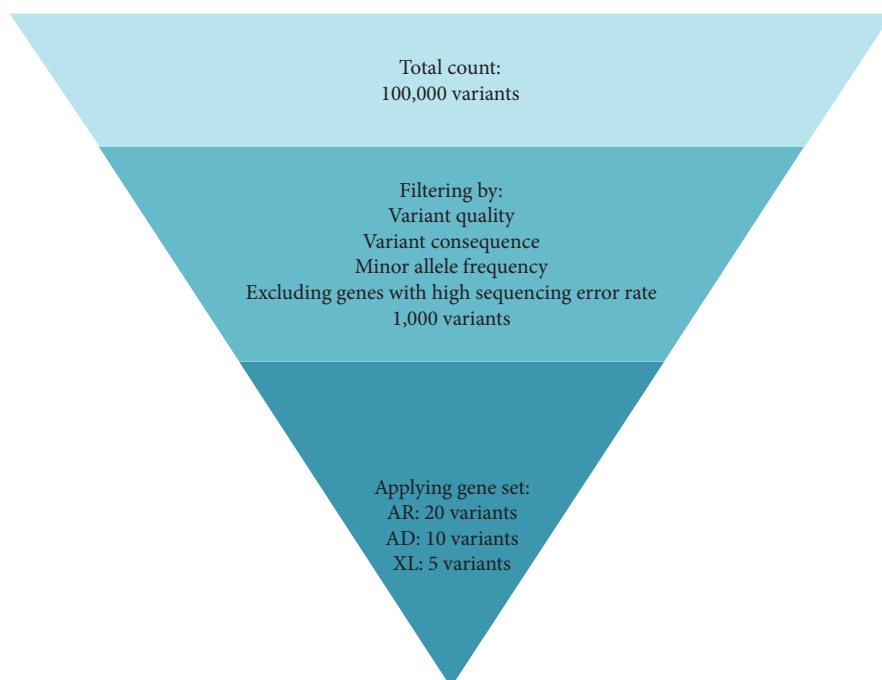 Total count:
100,000 variants
Filtering by:
Variant quality
Variant consequence
Minor allele frequency
Excluding genes with high sequencing error rate
1,000 variants
Applying gene set:
AR: 20 variants
AD: 10 variants
XL: 5 variants